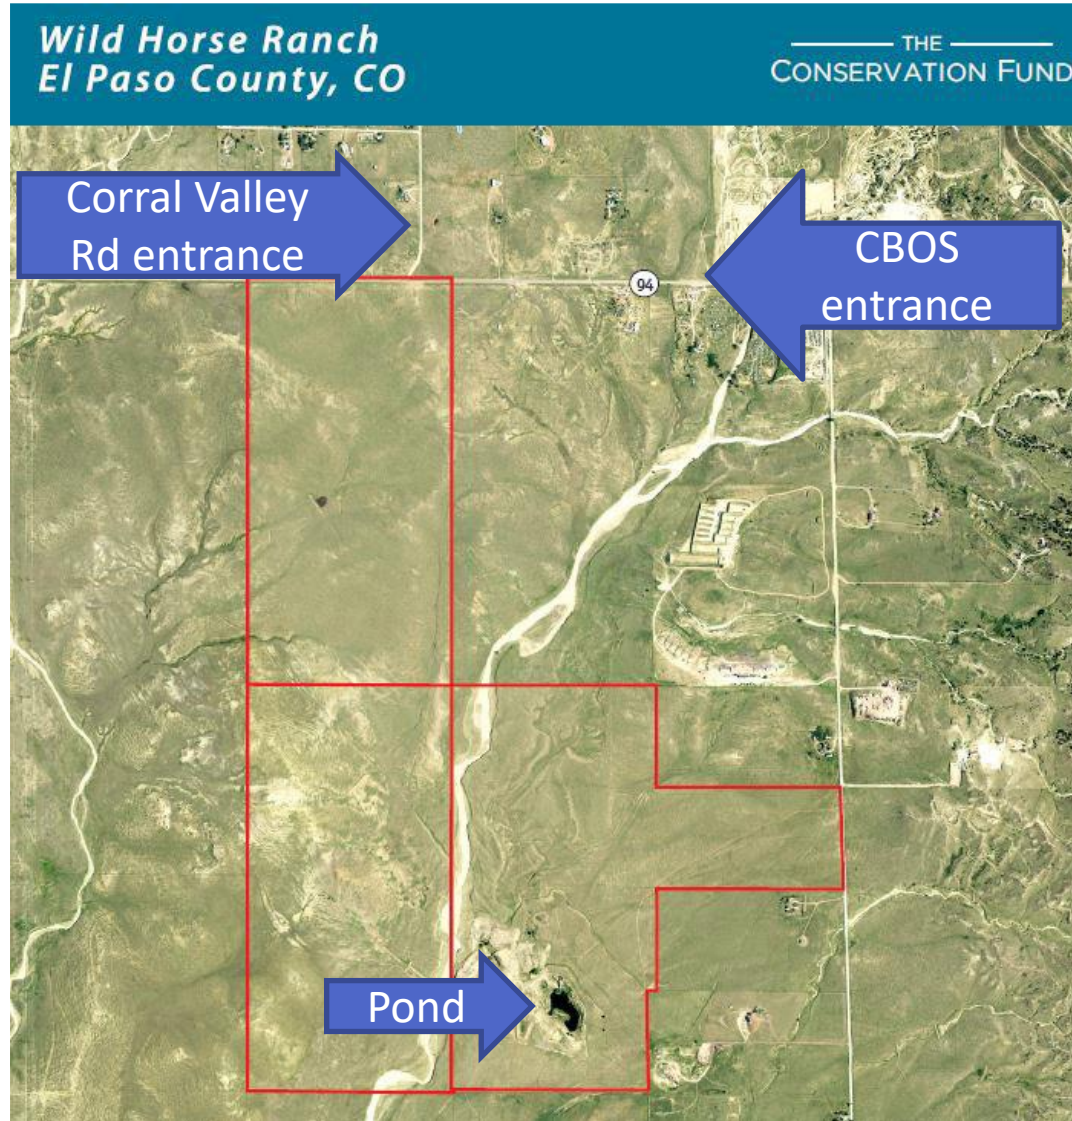 Wild Horse Ranch
El Paso County, CO
THE
CONSERVATION FUND
Corral Valley
Rd entrance
CBOS
entrance
94
Pond